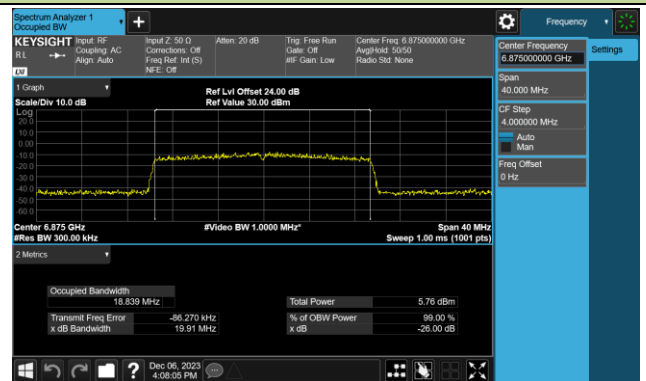 Spectrum Analyzer 1
Occupied BW
Frequency
KEYSIGHT
RL
LXI
Input: RF
Coupling: AC
Align: Auto
Input Z: 50 Ω
Corrections: Off
Freq Ref: Int (S)
NFE: Off
Atten: 20 dB
Trig: Free Run
Gate: Off
#IF Gain: Low
Center Freq: 6.875000000 GHz
Avg|Hold: 50/50
Radio Std: None
Center Frequency
6.875000000 GHz
Settings
Span
40.000 MHz
CF Step
4.000000 MHz
Auto
Man
Freq Offset
0 Hz
1 Graph
Scale/Div 10.0 dB
Ref Lvl Offset 24.00 dB
Ref Value 30.00 dBm
Log
20.0
10.0
0.00
-10.0
-20.0
-30.0
-40.0
-50.0
-60.0
Center 6.875 GHz
#Video BW 1.0000 MHz*
Span 40 MHz
#Res BW 300.00 kHz
Sweep 1.00 ms (1001 pts)
2 Metrics
Occupied Bandwidth
18.839 MHz
Total Power 5.76 dBm
Transmit Freq Error -86.270 kHz
% of OBW Power 99.00 %
x dB Bandwidth 19.91 MHz
x dB -26.00 dB
?
Dec 06, 2023
4:08:05 PM